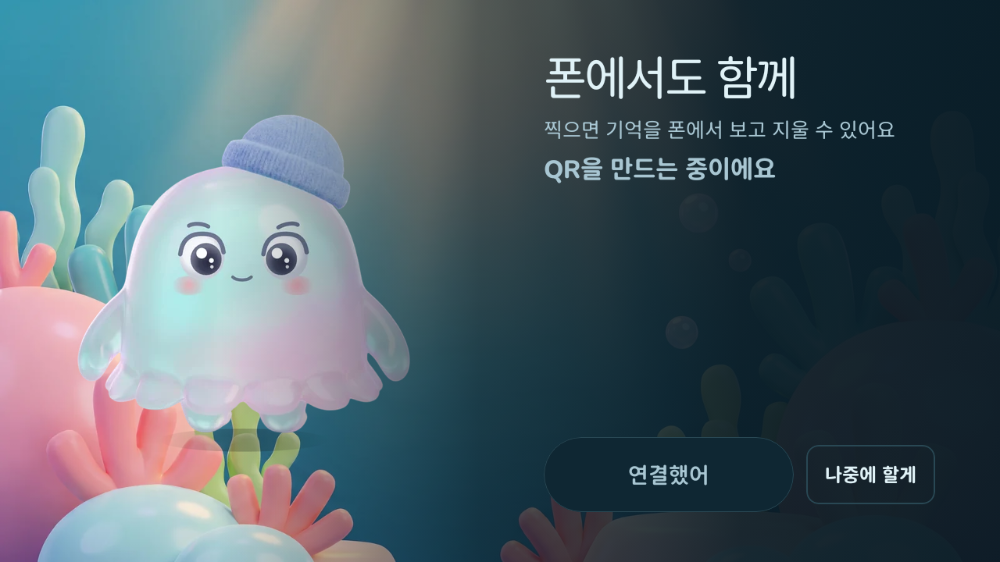 폰에서도 함께
찍으면 기억을 폰에서 보고 지울 수 있어요
QR을 만드는 중이에요
연결했어
나중에 할게